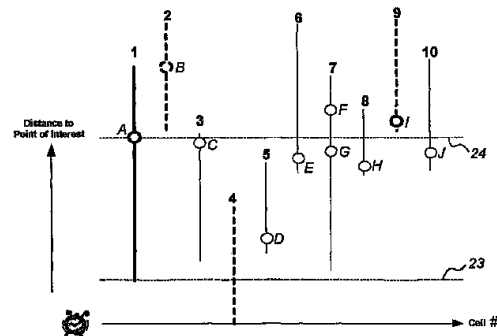 9
6
2
10
1
7
B
8
F
I
3
Distance to
Point of Interest
A
C
G
J
24
5
E
H
4
D
23
Cell #